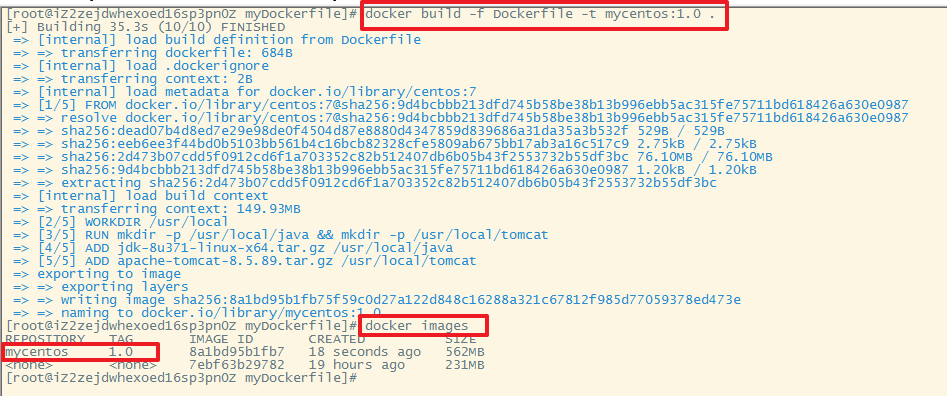 [root@iZ2zejdwhexoed16sp3pn0Z myDockerfile]# docker build -f Dockerfile -t mycentos:1.0 .
[+] Building 35.3s (10/10) FINISHED
=> [internal] load build definition from Dockerfile
=> => transferring dockerfile: 684B
=> [internal] load .dockerignore
=> => transferring context: 2B
=> [internal] load metadata for docker.io/library/centos:7
=> [1/5] FROM docker.io/library/centos:7@sha256:9d4bcbbb213dfd745b58be38b13b996ebb5ac315fe75711bd618426a630e0987
=> => resolve docker.io/library/centos:7@sha256:9d4bcbbb213dfd745b58be38b13b996ebb5ac315fe75711bd618426a630e0987
=> => sha256:dead07b4d8ed7e29e98de0f4504d87e8880d4347859d839686a31da35a3b532f 529B / 529B
=> => sha256:eeb6ee3f44bd0b5103bb561b4c16bcb82328cfe5809ab675bb17ab3a16c517c9 2.75kB / 2.75kB
=> => sha256:2d473b07cdd5f0912cd6f1a703352c82b512407db6b05b43f2553732b55df3bc 76.10MB / 76.10MB
=> => sha256:9d4bcbbb213dfd745b58be38b13b996ebb5ac315fe75711bd618426a630e0987 1.20kB / 1.20kB
=> => extracting sha256:2d473b07cdd5f0912cd6f1a703352c82b512407db6b05b43f2553732b55df3bc
=> [internal] load build context
=> => transferring context: 149.93MB
=> [2/5] WORKDIR /usr/local
=> [3/5] RUN mkdir -p /usr/local/java && mkdir -p /usr/local/tomcat
=> [4/5] ADD jdk-8u371-linux-x64.tar.gz /usr/local/java
=> [5/5] ADD apache-tomcat-8.5.89.tar.gz /usr/local/tomcat
=> exporting to image
=> => exporting layers
=> => writing image sha256:8a1bd95b1fb75f59c0d27a122d848c16288a321c67812f985d77059378ed473e
=> => naming to docker.io/library/mycentos:1.0
[root@iZ2zejdwhexoed16sp3pn0Z myDockerfile]# docker images
REPOSITORY TAG IMAGE ID CREATED SIZE
mycentos 1.0 8a1bd95b1fb7 18 seconds ago 562MB
<none> <none> 7ebf63b29782 19 hours ago 231MB
[root@iZ2zejdwhexoed16sp3pn0Z myDockerfile]#